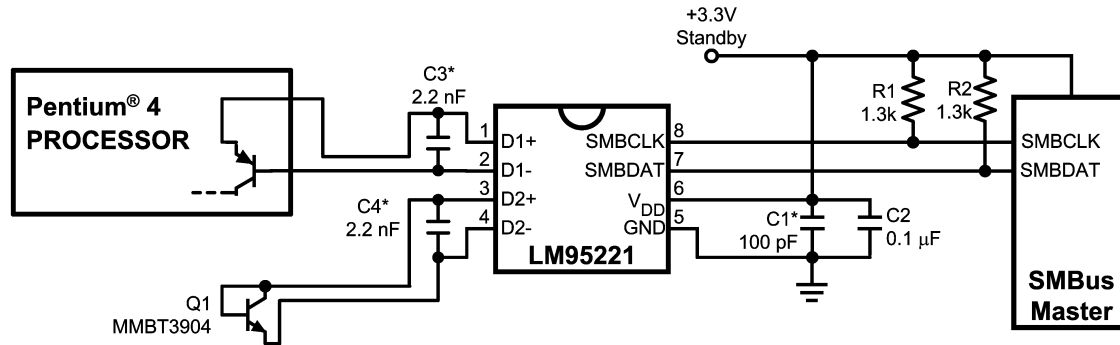 +3.3V
Standby
Pentium® 4
PROCESSOR
C3*
2.2 nF
C4*
2.2 nF
Q1
MMBT3904
1
2
3
4
D1+
D1-
D2+
D2-
SMBCLK
SMBDAT
VDD
GND
8
7
6
5
LM95221
R1
1.3k
R2
1.3k
C1*
100 pF
C2
0.1 μF
SMBCLK
SMBDAT
SMBus
Master